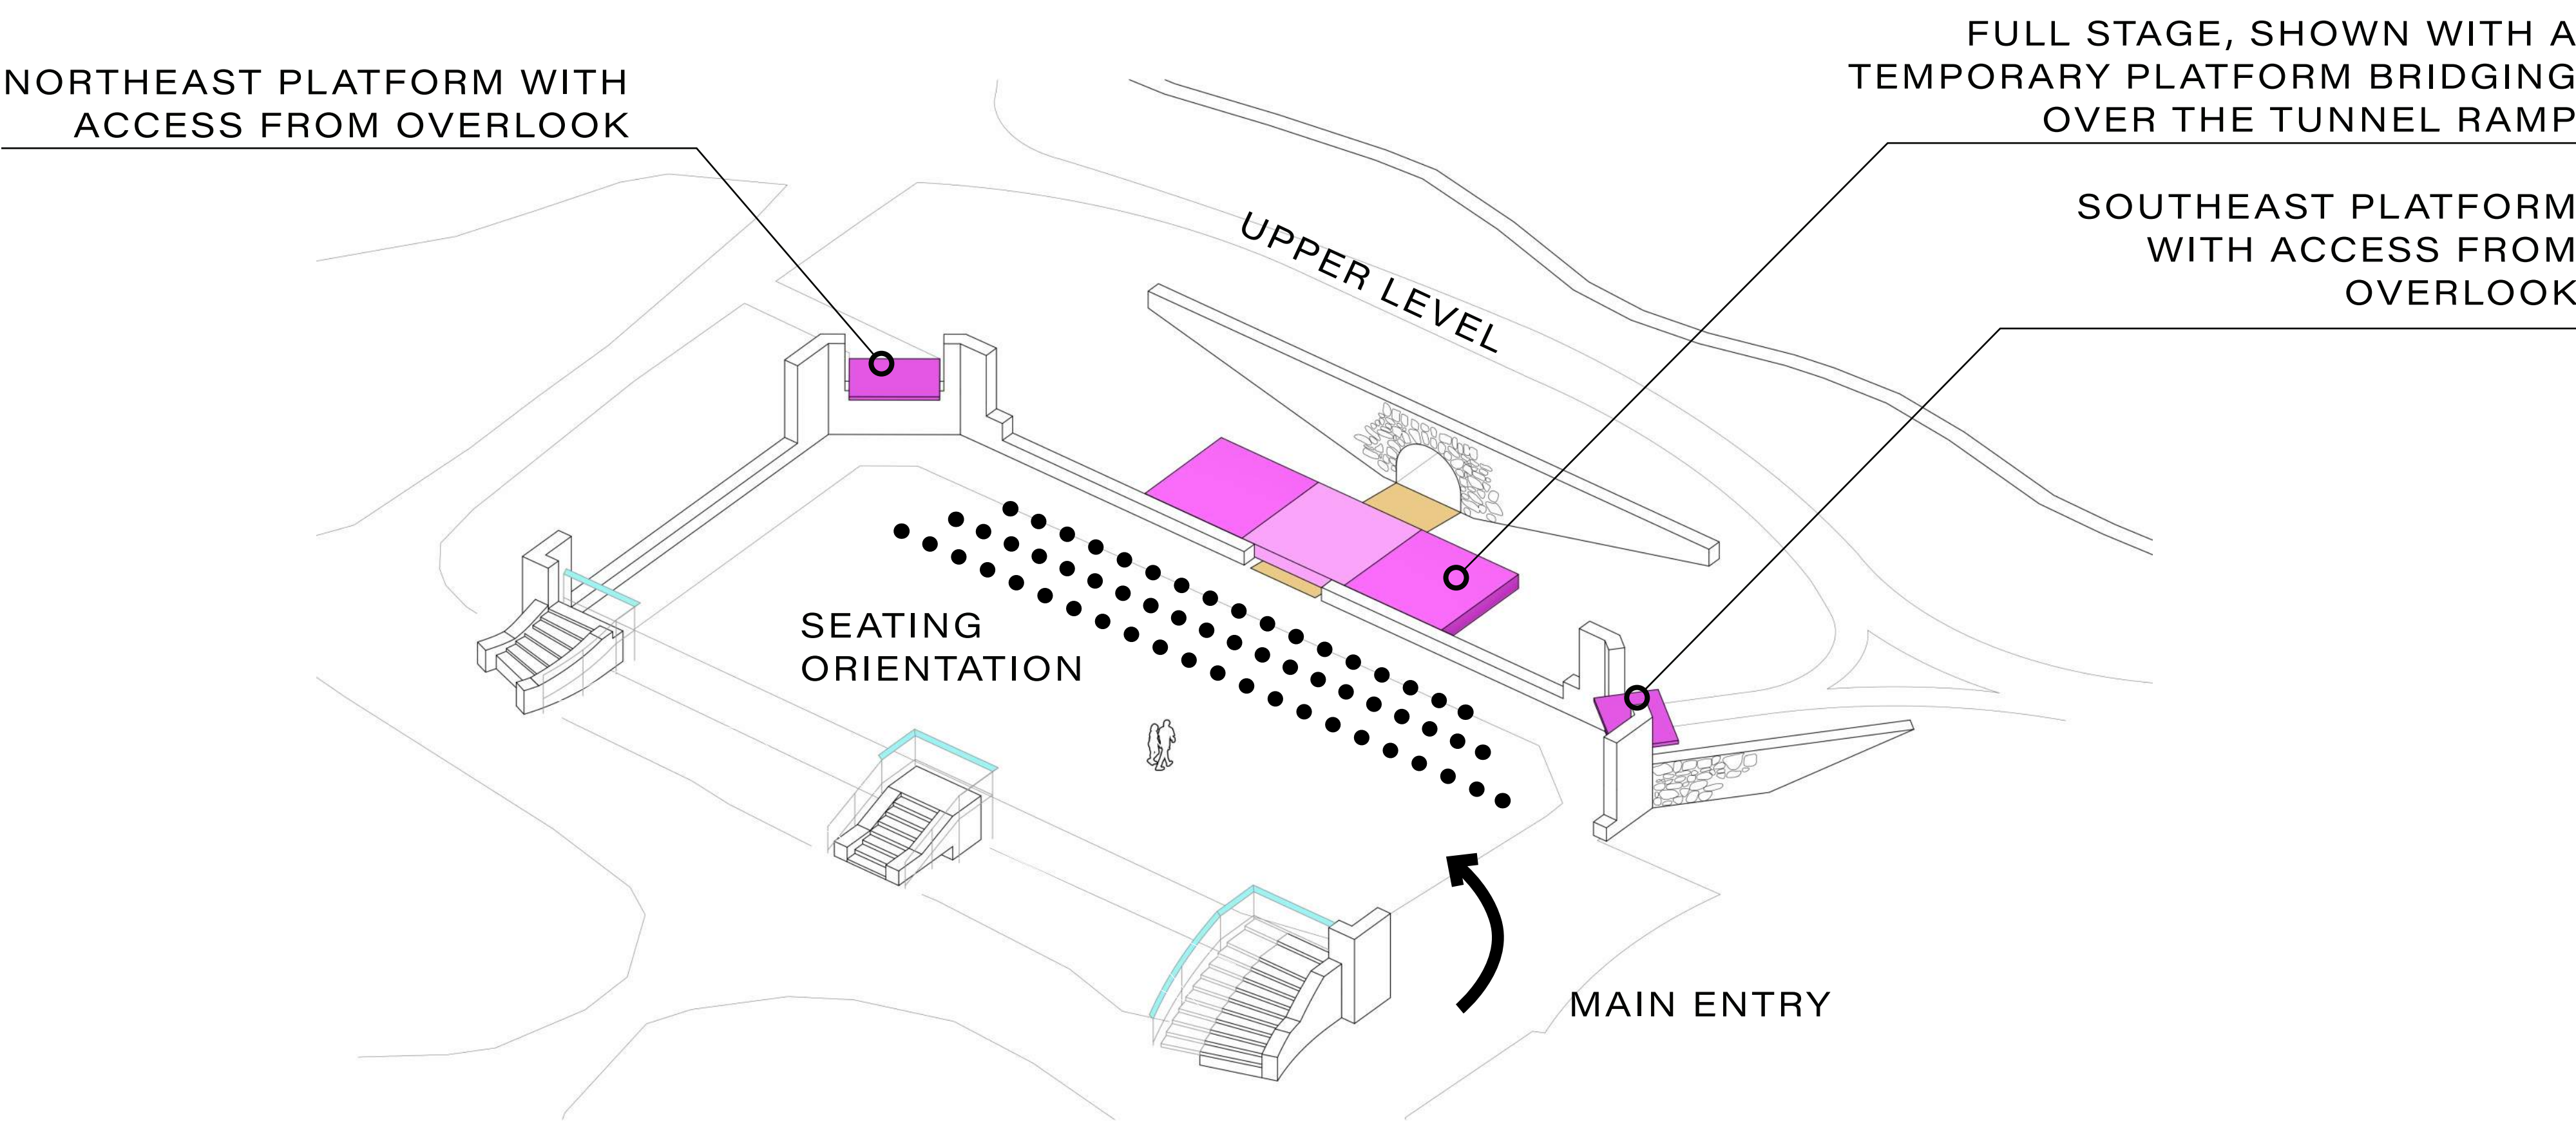 NORTHEAST PLATFORM WITH
ACCESS FROM OVERLOOK
FULL STAGE, SHOWN WITH A
TEMPORARY PLATFORM BRIDGING
OVER THE TUNNEL RAMP
SOUTHEAST PLATFORM
WITH ACCESS FROM
OVERLOOK
UPPER LEVEL
SEATING
ORIENTATION
MAIN ENTRY